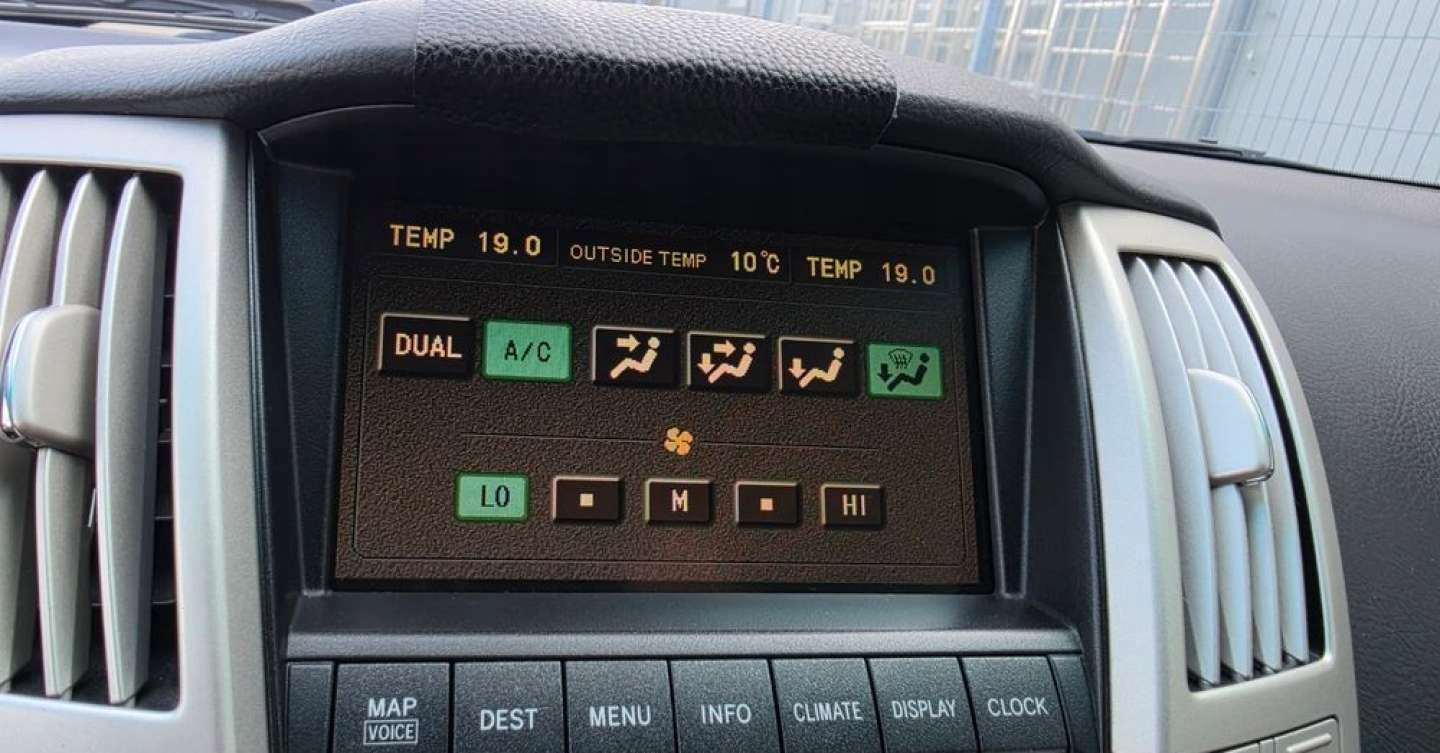 TEMP 19.0 OUTSIDE TEMP 10℃ TEMP 19.0
DUAL A/C
LO M HI
MAP DEST MENU INFO CLIMATE DISPLAY CLOCK
VOICE